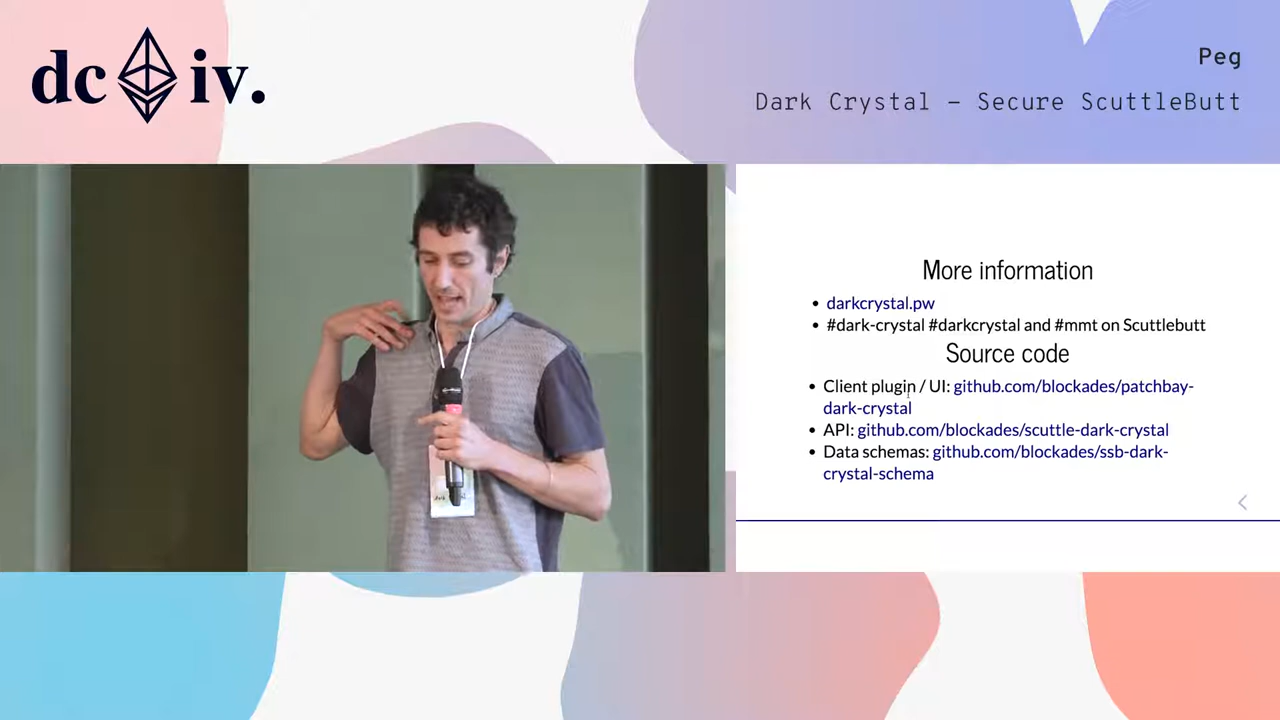 dc iv.
Peg
Dark Crystal – Secure ScuttleButt
More information
darkcrystal.pw
#dark-crystal #darkcrystal and #mmt on Scuttlebutt
Source code
Client plugin / UI: github.com/blockades/patchbay-
dark-crystal
API: github.com/blockades/scuttle-dark-crystal
Data schemas: github.com/blockades/ssb-dark-
crystal-schema